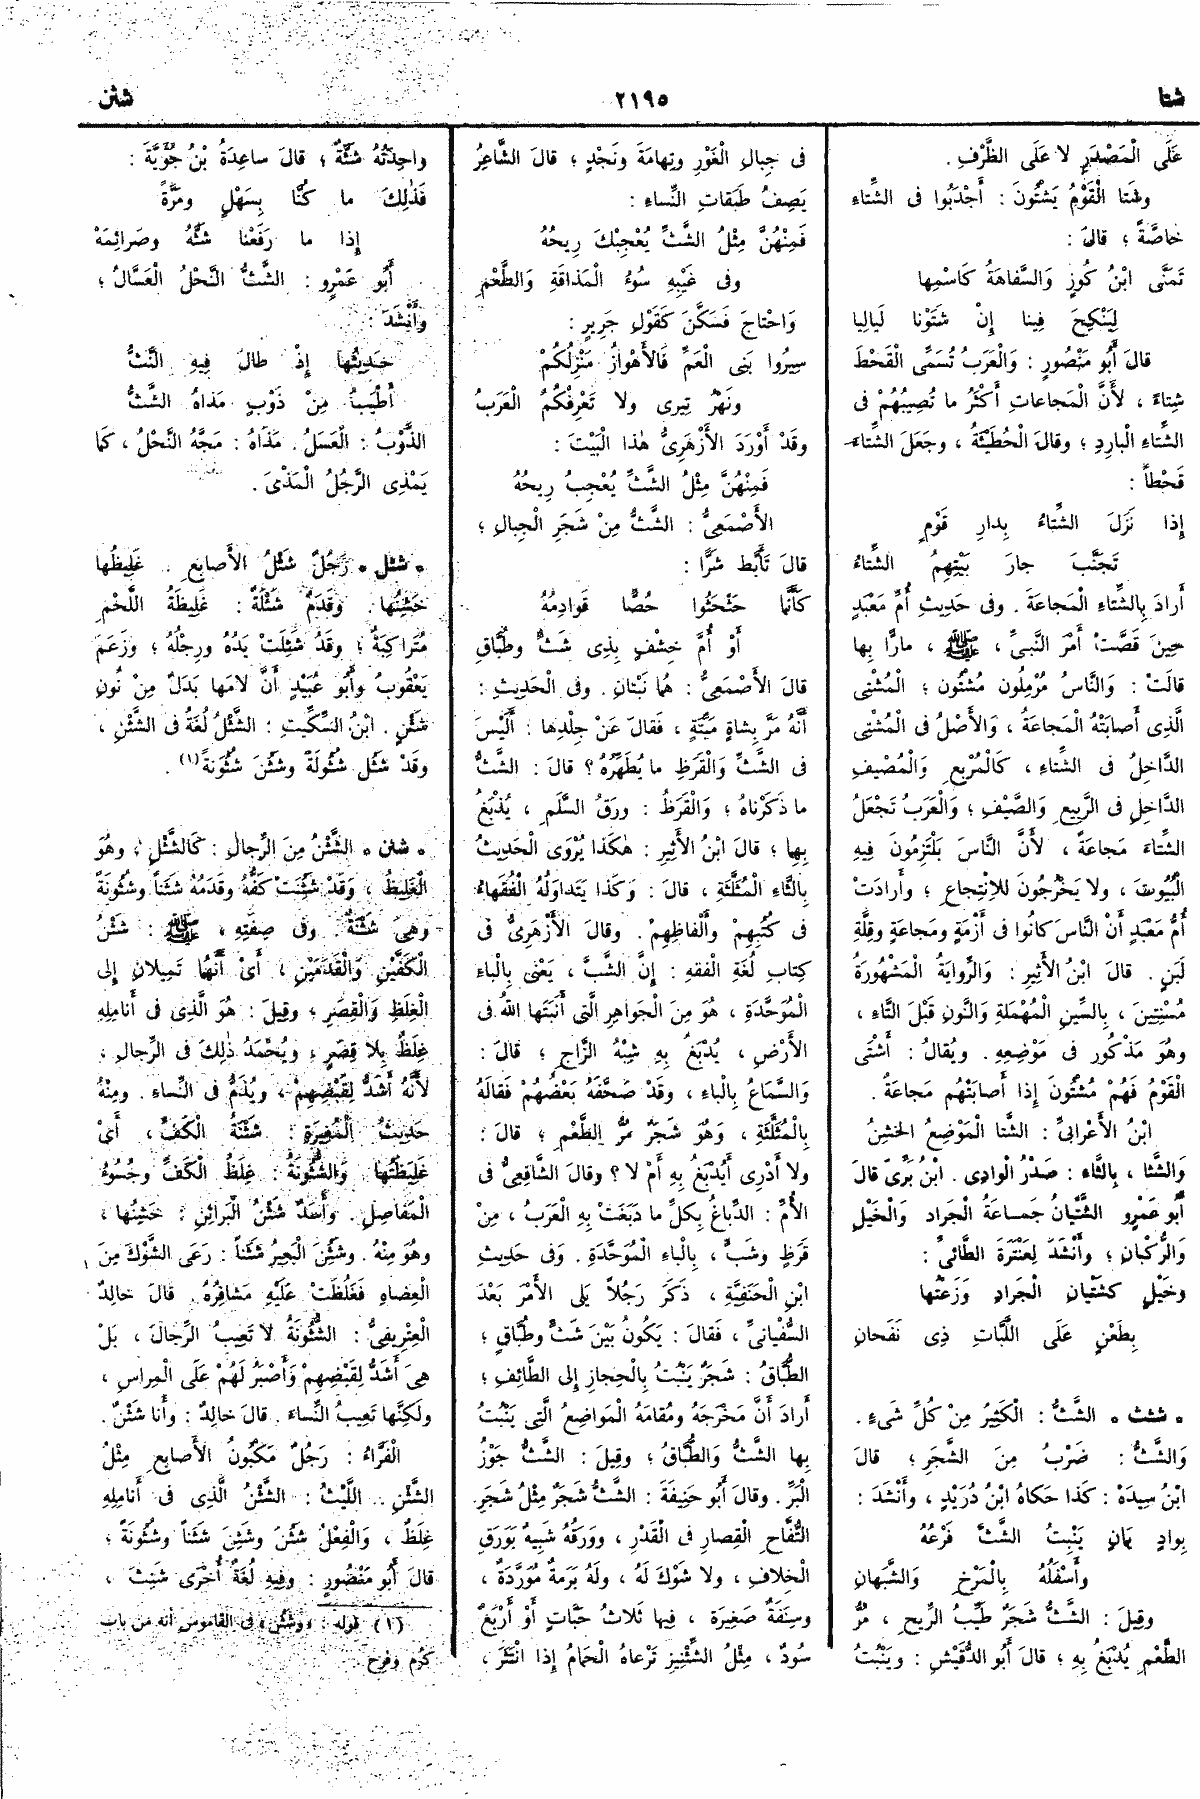 شتا
٢١٩٥
شثن
عَلَى الْمَصْدَرِ لا عَلَى الظَّرْفِ .
وشَتا الْقَوْمُ يَشْتُونَ : أَجْدَبُوا فى الشِّتاءِ
خاصَّةً ؛ قالَ :
تَمَنَّى ابْنُ كُوزٍ والسَّفاهَةُ كَاسْمِها
لِيَنْكِحَ فِينا إِنْ شَتَوْنا لَيالِيا
قالَ أَبُو مَنْصُورٍ : وَالْعَرَبُ تُسَمِّى الْقَحْطَ
شِتاءً ، لأَنَّ الْمَجاعاتِ أَكْثَرُ ما تُصِيبُهُمْ فى
الشِّتاءِ الْبارِدِ ؛ وقالَ الْحُطَيْئَةُ ، وجَعَلَ الشِّتاءَ
قَحْطاً :
إِذا نَزَلَ الشِّتاءُ بِدارِ قَوْمٍ
تَجَنَّبَ جارَ بَيْتِهِمُ الشِّتاءُ
أَرادَ بِالشِّتاءِ الْمَجاعَةَ . وفى حَدِيثِ أُمِّ مَعْبَدٍ
حِينَ قَصَّتْ أَمْرَ النَّبِىِّ ، ﷺ ، مارًّا بِها
قالَتْ : وَالنَّاسُ مُرْمِلُون مُشْتُون ؛ الْمُشْتِى
الَّذِى أَصابَتْهُ الْمَجاعَةُ ، وَالأَصْلُ فى الْمُشْتِى
الدَّاخِلُ فى الشِّتاءِ ، كَالْمُرْبِعِ وَالْمُصْيِفِ
الدَّاخِلِ فى الرَّبِيعِ وَالصَّيْفِ ؛ وَالْعَرَبُ تَجْعَلُ
الشِّتاءَ مَجاعَةً ، لأَنَّ النَّاسَ يَلْتَزِمُونَ فِيهِ
الْبُيُوتَ ، ولا يَخْرُجُونَ لِلاِنْتِجاعِ ؛ وأَرادَتْ
أُمُّ مَعْبَدٍ أَنْ النَّاسَ كانُوا فى أَزْمَةٍ ومَجاعَةٍ وقِلَّةِ
لَبَنٍ . قالَ ابْنُ الأَثِيرِ : وَالرِّوايَةُ الْمَشْهُورَةُ
مُسْنِتِينَ ، بِالسِّينِ الْمُهْمَلَةِ وَالنُّونِ قَبْلَ التَّاءِ ،
وهُوَ مَذْكُور فى مَوْضِعِهِ . ويُقالُ : أَشْتَى
الْقَوْمُ فَهُمْ مُشْتُونَ إِذا أَصابَتْهُم مَجاعَةٌ .
ابْنُ الأَعْرابِىِّ : الشَّتا الْمَوْضِعُ الخَشِنُ
وَالشَّثا ، بِالثَّاءِ : صَدْرُ الْوادِى . ابْنُ بَرِّىّ قالَ
أَبُو عَمْرٍو الشَّتْيانُ جَمـاعَةُ الْجَرادِ وَالْخَيْلِ
وَالرُّكْبانِ ؛ وأَنْشَدَ لِعَنْتَرَةَ الطَّائِىِّ :
وخَيْلٍ كشَتْيانِ الْجَرادِ وَزَعْتُها
بِطَعْنٍ عَلَى اللَّبَّاتِ ذِى نَفَحانِ
* شثث * الشَّثُّ : الْكَثِيرُ مِنْ كُلِّ شَىْءٍ .
وَالشَّثُّ : ضَرْبٌ مِنَ الشَّجَرِ ؛ قالَ
ابْنُ سِيدَهْ : كَذا حَكاهُ ابْنُ دُرَيْدٍ ، وأَنْشَدَ :
بِوادٍ يَمانٍ يَنْبِتُ الشَّثَّ فَرْعُهُ
وأَسْفَلُهُ بِالْمَرْخِ وَالشَّبَهانِ
وقِيلَ : الشَّثُّ شَجَرٌ طَيِّبُ الرِّيحِ ، مُرُّ
الطَّعْمِ يُدْبَغُ بِهِ ؛ قالَ أَبُو الدُّقَيْشِ : ويَنْبُتُ
فى جِبالِ الْغَوْرِ وتِهامَةَ ونَجْدٍ ؛ قالَ الشَّاعِرُ
يَصِفُ طَبَقاتِ النِّساءِ :
فَمِنْهُنَّ مِثْلُ الشَّثِّ يُعْجِبْكَ رِيحُهُ
وفى غَيْبِهِ سُوءُ الْمَذاقَةِ وَالطَّعْمِ
وَاحْتاجَ فَسَكَّنَ كَقَوْلِ جَرِيرٍ :
سِيرُوا بَنِى الْعَمِّ فَالأَهْوازُ مَنْزِلُكُمْ
ونَهْرُ تِيرى ولا تَعْرِفْكُمُ الْعَرَبُ
وقَدْ أَوْرَدَ الأَزْهَرِىُّ هٰذا الْبَيْتَ :
فَمِنْهُنَّ مِثْلُ الشَّثِّ يُعْجِبُ رِيحُهُ
الأَصْمَعِىُّ : الشَّثُّ مِنْ شَجَرِ الْجِبالِ ؛
قالَ تَأَبَّطَ شَرًّا :
كَأَنَّما حَثْحَثُوا حُصًّا قَوادِمُهُ
أَوْ أُمَّ خِشْفٍ بِذِى شَثٍّ وطُبَّاقِ
قالَ الأَصْمَعِىُّ : هُما نَبْتانِ . وفى الْحَدِيثِ :
أَنَّهُ مَرَّ بِشاةٍ مَيِّتَةٍ ، فَقالَ عَنْ جِلْدِها : أَلَيْسَ
فى الشَّثِّ وَالْقَرَظِ ما يُطَهِّرُهُ ؟ قالَ : الشَّثُّ
ما ذَكَرْناهُ ؛ وَالْقَرَظُ : ورَقُ السَّلَمِ ، يُدْبَغُ
بِها ؛ قالَ ابْنُ الأَثِيرِ : هٰكَذا يُرْوَى الْحَدِيثُ
بِالثَّاءِ الْمُثَلَّثَةِ ، قالَ : وَكَذا يَتَداوَلُهُ الْفُقَهاءُ
فى كُتُبِهِمْ وأَلْفاظِهِمْ . وقالَ الأَزْهَرِىُّ فى
كِتابِ لُغَةِ الْفِقهِ : إِنَّ الشَّبَّ ، يَعْنِى بِالْباءِ
الْمُوَحَّدَةِ ، هُوَ مِنَ الْجَواهِرِ الَّتِى أَنْبَتَها اللهُ فى
الأَرْضِ ، يُدْبَغُ بِهِ شِبْهُ الزَّاجِ ؛ قالَ :
وَالسَّماعُ بِالْباءِ ، وقَدْ صَحَّفَهُ بَعْضُهُمْ فَقالَهُ
بِالْمُثَلَّثَةِ ، وَهُوَ شَجَرٌ مُرُّ الطَّعْمِ ؛ قالَ :
ولا أَدْرِى أَيُدْبَغُ بِهِ أَمْ لا ؟ وقالَ الشَّافِعِىُّ فى
الأُمِّ : الدِّباغُ بِكلِّ ما دَبَغَتْ بِهِ الْعَرَبُ ، مِنْ
قَرَظٍ وشَبٍّ ، بِالْباءِ الْمُوَحَّدَةِ . وَفى حَدِيثِ
ابْنِ الْحَنَفِيَّةِ ، ذَكَرَ رَجُلاً يَلِى الأَمْرَ بَعْدَ
السُّفْيانِىِّ ، فَقالَ : يَكُونُ بَيْنَ شَثٍّ وطُبَّاقٍ ؛
الطُّبَّاقُ : شَجَرٌ يَنْبُتُ بِالْحِجازِ إِلى الطَّائِفِ ؛
أَرادَ أَنَّ مَخْرَجَهُ ومُقامَهُ الْمَواضِعُ الَّتِى يَنْبُتُ
بِها الشَّثُّ وَالطُّبَّاقُ ؛ وقِيلَ : الشَّثُّ جَوْزُ
الْبَرِّ . وقالَ أَبُو حَنِيفَةَ : الشَّثُّ شَجَرٌ مِثْلُ شَجَرِ
التُّفَّاحِ الْقِصارِ فى الْقَدْرِ ، ووَرَقُهُ شَبِيهٌ بِوَرَقِ
الْخِلافِ ، ولا شَوْكَ لَهُ ، ولَهُ بَرَمَةٌ مُوَرَّدَةٌ ،
وسِنَفَةٌ صَغِيرَة ، فِيها ثَلاثُ حَبَّاتٍ أَوْ أَرْبَعٌ
سُودٌ ، مِثْلُ الشِّئْنِيزِ تَرْعاهُ الْحَمامُ إِذا انْتَثَرَ ،
واحِدَتُهُ شَثَّةٌ ؛ قالَ ساعِدَةُ بْنُ جُؤَيَّةَ :
فَذٰلِكَ ما كُنَّا بِسَهْلٍ ومَرَّةً
إِذا ما رَفَعْنا شَثَّهُ وصَرائِمَهْ
أَبُو عَمْرٍو : الشَّثُّ النَّحْلُ الْعَسَّالُ ؛
وأَنْشَدَ :
حَدِيثُها إِذْ طالَ فِيهِ النَّثُّ
أَطْيَبُ مِنْ ذَوْبٍ مَذاهُ الشَّثُّ
الذَّوْبُ : الْعَسَلُ . مَذاهُ : مَجَّهُ النَّحْلُ ، كَما
يَمْذِى الرَّجُلُ الْمَذْىَ .
* شثل * رَجُلٌ شَثْلُ الأَصابِعِ . غَلِيظُها
خَشِنُها . وقَدَمٌ شَثْلَةٌ : غَلِيظَةُ اللَّحْمِ
مُتَراكِبَةٌ ؛ وقَدْ شَثِلَتْ يَدُهُ ورِجْلُهُ ؛ وزَعَمَ
يَعْقُوبُ وأَبُو عُبَيْدٍ أَنَّ لامَها بَدَلٌ مِنْ نُونِ
شَثْنٍ . ابْنُ السِّكِّيتِ : الشَّثْلُ لُغَةٌ فى الشَّثْنِ ،
وقَدْ شَثُل شُثُولَةً وشَثُنَ شُثُونَةً (١) .
* شثن * الشَّثْنُ مِنَ الرِّجالِ : كَالشَّثْلِ ، وهُوَ
الْغَلِيظُ ، وَقَدْ شَثُنَتْ كَفُّهُ وقَدَمُهُ شَثَناً وشُثُونَةً
وهِىَ شَثْنَةٌ . وفى صِفَتِهِ ، ﷺ : شَثْنُ
الْكَفَّيْنِ وَالْقَدَمَيْنِ ، أَىْ أَنَّهُما تَمِيلانِ إِلى
الْغِلَظِ وَالْقِصَرِ ؛ وقِيلَ : هُوَ الَّذِى فى أَنامِلِهِ
غِلَظٌ بِلا قِصَرٍ ، ويُحْمَدُ ذٰلِكَ فى الرِّجالِ ،
لأَنَّهُ أَشَدُّ لِقَبْضِهِمْ ، ويُذَمُّ فى النِّساءِ . ومِنْهُ
حَدِيثُ الْمُغِيرَةِ : شَثْنَةُ الْكَفِّ ، أَىْ
غَلِيظَتُها . وَالشُّثُونَةُ : غِلَظُ الْكَفِّ وجُسُوءُ
الْمَفاصِلِ . وأَسَدٌ شَثْنُ الْبَراثِنِ : خَشِنُها ،
وهُوَ مِنْهُ . وشَثِنَ الْبَعِيرُ شَثَناً : رَعَى الشَّوْكَ مِنَ
الْعِضاهِ فَغَلُظَتْ عَلَيْهِ مَشافِرُهُ . قالَ خالِدٌ
الْعِتْرِيفِىُّ : الشُّثُونَةُ لا تَعِيبُ الرِّجالَ ، بَلْ
هِىَ أَشَدُّ لِقَبْضِهِمْ وَأَصْبَرُ لَهُمْ عَلَى الْمِراسِ ،
ولَكِنَّها تَعِيبُ النِّساءَ . قالَ خالِدٌ : وأَنا شَثْنٌ .
الْفَرَّاءُ : رَجُلٌ مَكْبُونُ الأَصابِعِ مِثْلُ
الشَّثْنِ .. اللَّيْثُ : الشَّثْنُ الَّذِى فى أَنامِلِهِ
غِلَظٌ ، وَالْفِعْلُ شَثُنَ وشَثِنَ شَثَناً وشُثُونَةً ؛
قالَ أَبُو مَنْصُورٍ : وفِيهِ لُغَةٌ أُخْرَى شَنِثَ ،
(١) قوله : « وشثُن » فى القاموس أنه من باب
كرُم وفرِح .